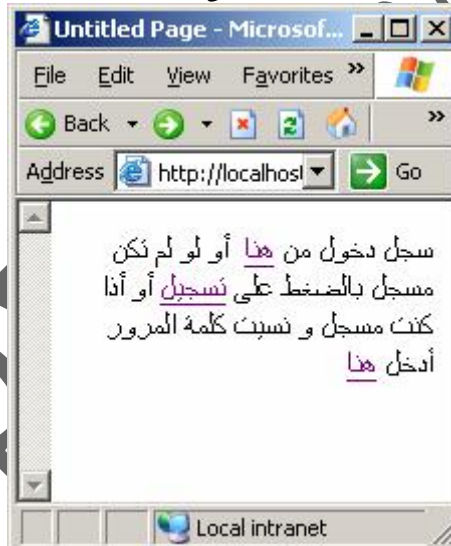 Untitled Page - Microsof...
File Edit View Favorites »
Back »
Address http://localhost Go
سجل دخول من هنا أو لو لم تكن
مسجل بالضغط على تسجيل أو أذا
كنت مسجل و نسيت كلمة المرور
أدخل هنا
Local intranet